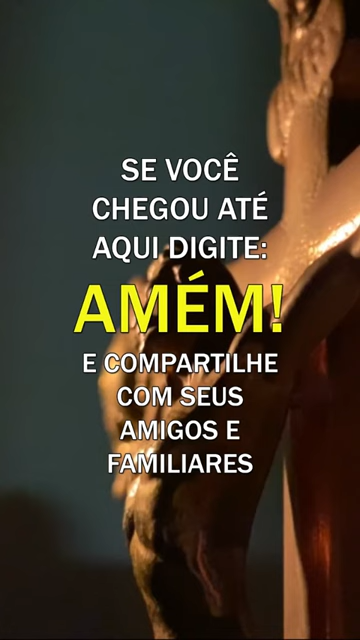 SE VOCÊ
CHEGOU ATÉ
AQUI DIGITE:
AMÉM!
E COMPARTILHE
COM SEUS
AMIGOS E
FAMILIARES